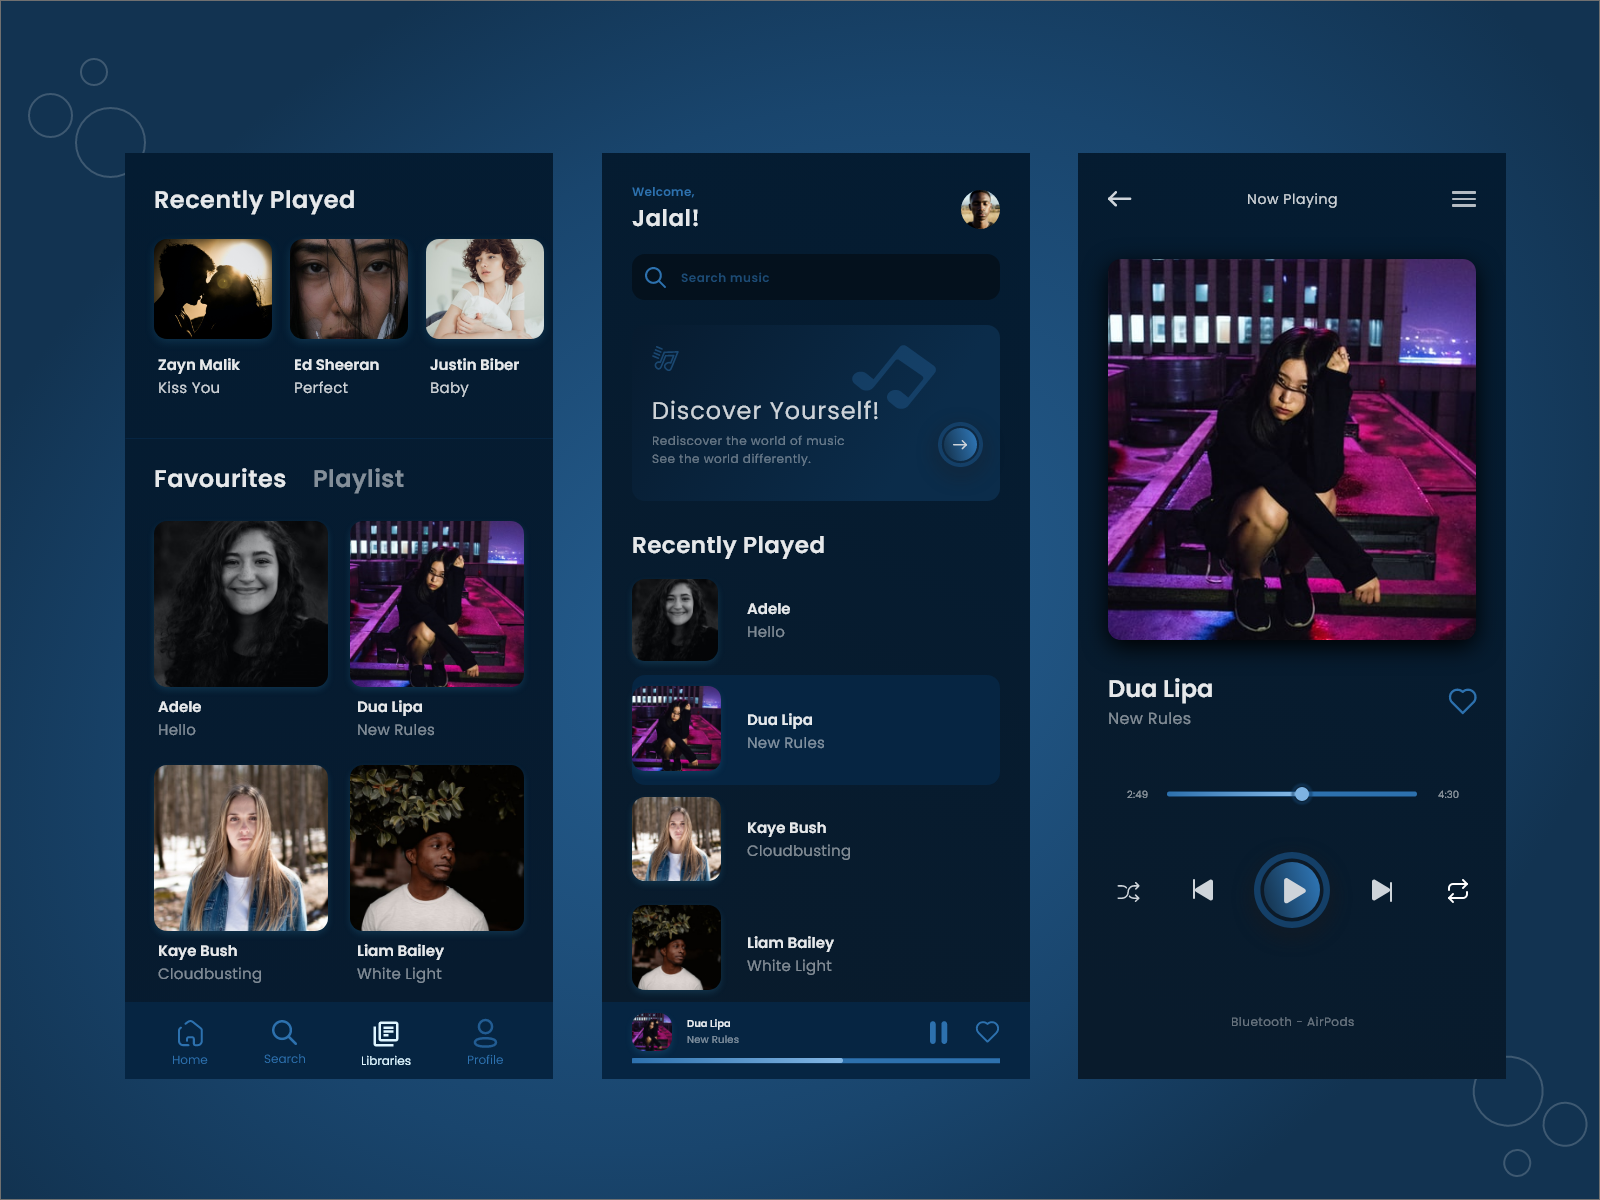 Recently Played
Zayn Malik
Kiss You
Ed Sheeran
Perfect
Justin Biber
Baby
Favourites
Playlist
Adele
Hello
Dua Lipa
New Rules
Kaye Bush
Cloudbusting
Liam Bailey
White Light
Home
Search
Libraries
Profile
Welcome,
Jalal!
Search music
Discover Yourself!
Rediscover the world of music
See the world differently.
Recently Played
Adele
Hello
Dua Lipa
New Rules
Kaye Bush
Cloudbusting
Liam Bailey
White Light
Dua Lipa
New Rules
Now Playing
Dua Lipa
New Rules
2:49
4:30
Bluetooth - AirPods